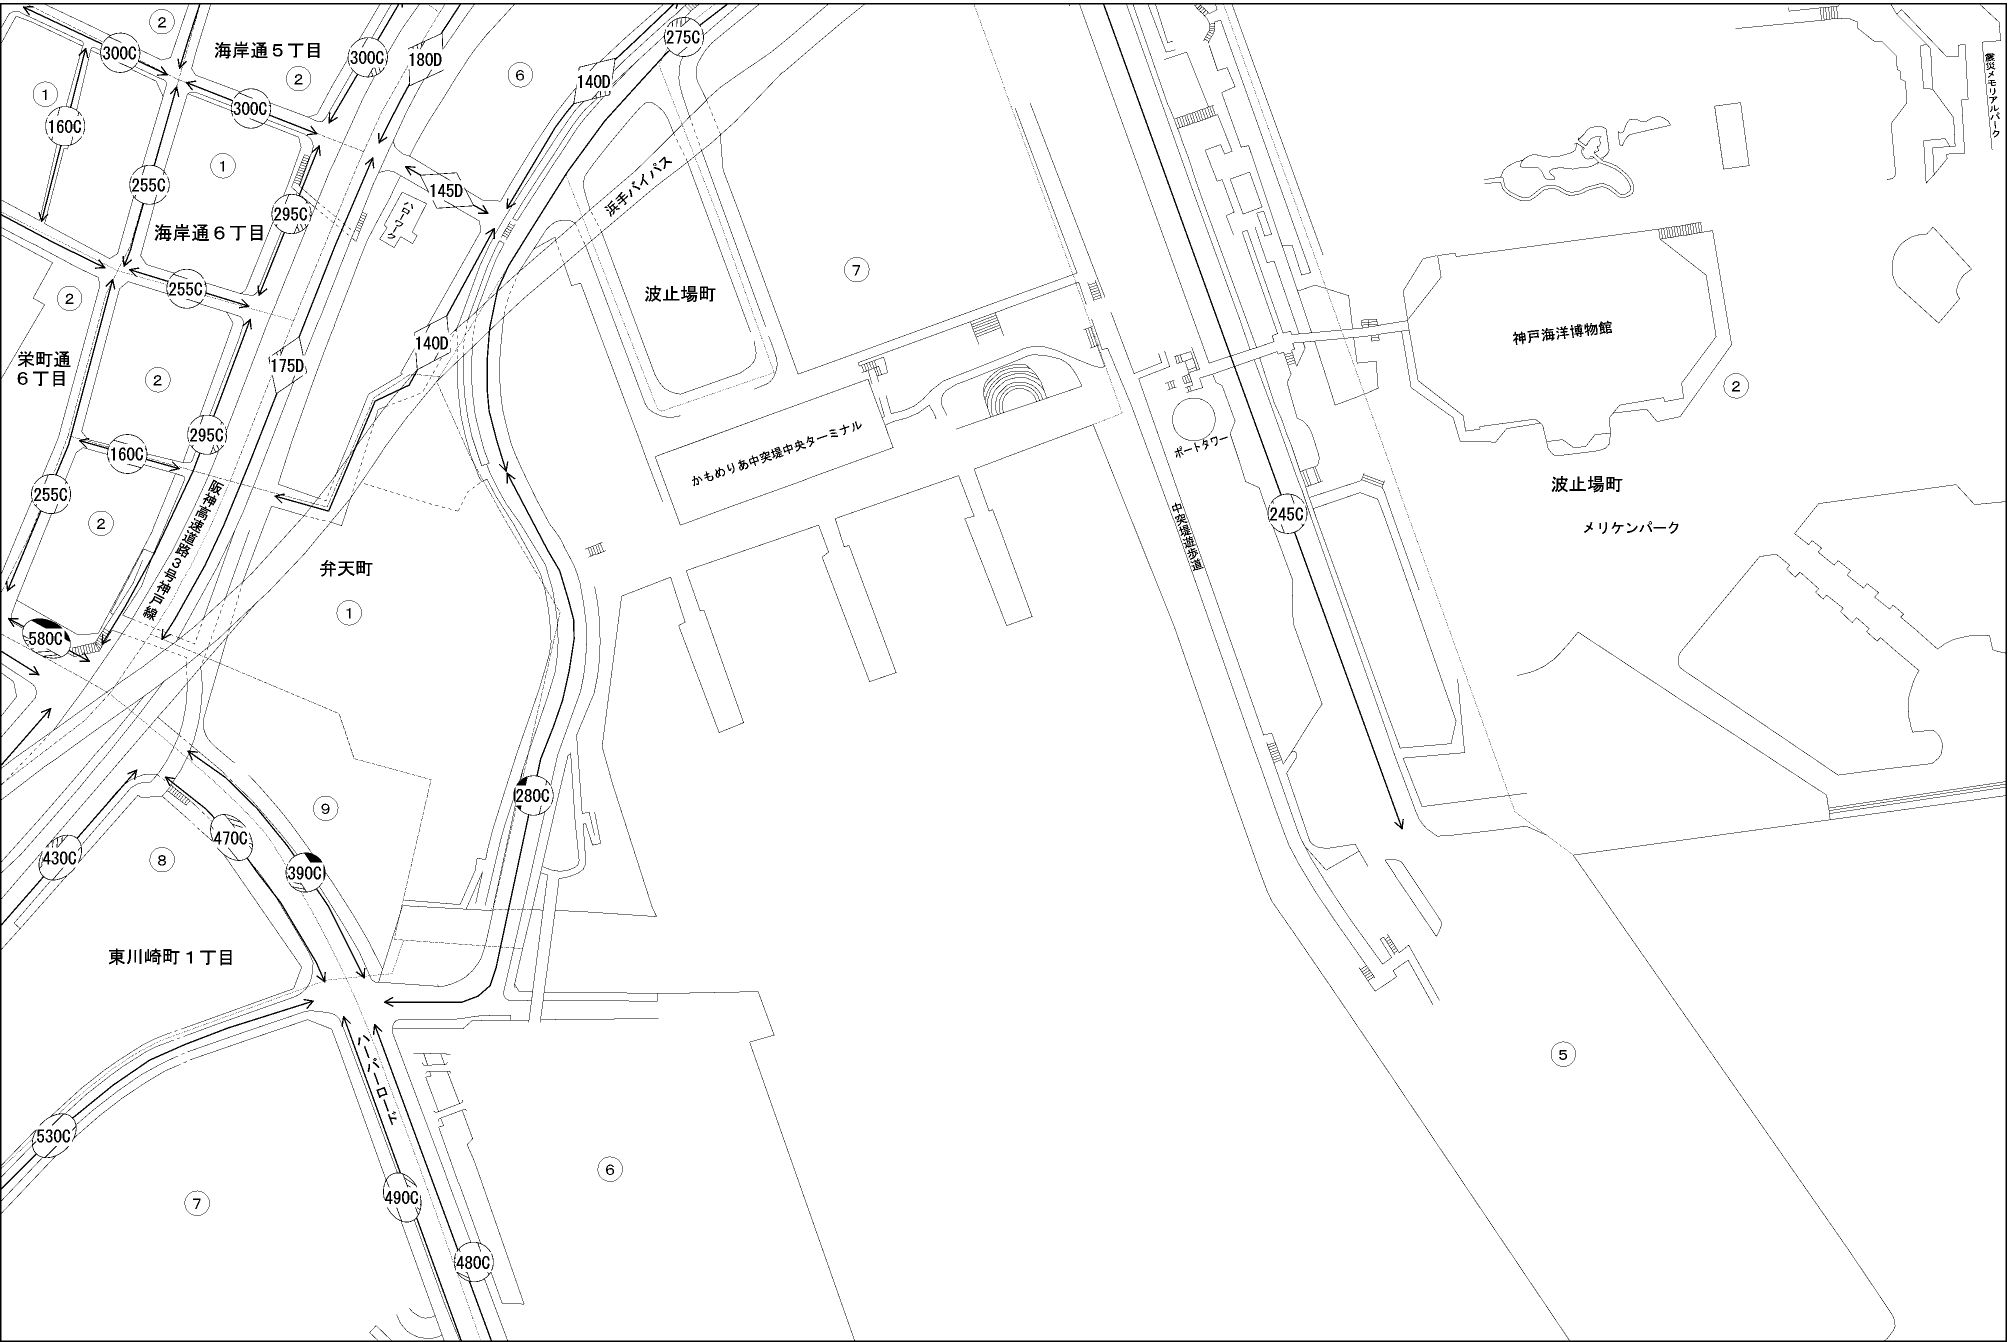 ②
300C
海岸通５丁目
②
300C
180D
⑥
140D
275C
震災メモリアルパーク
①
160C
300C
①
255C
295C
145D
ハローワーク
浜手バイパス
海岸通６丁目
255C
②
波止場町
⑦
栄町通
６丁目
②
175D
140D
神戸海洋博物館
②
295C
160C
255C
②
阪神高速道路３号神戸線
かもめりあ中突堤中央ターミナル
ポートタワー
中突堤遊歩道
245C
波止場町
メリケンパーク
弁天町
①
580C
280C
⑨
470C
430C
⑧
390C
東川崎町１丁目
ハーバーロード
⑤
530C
⑥
⑦
490C
480C